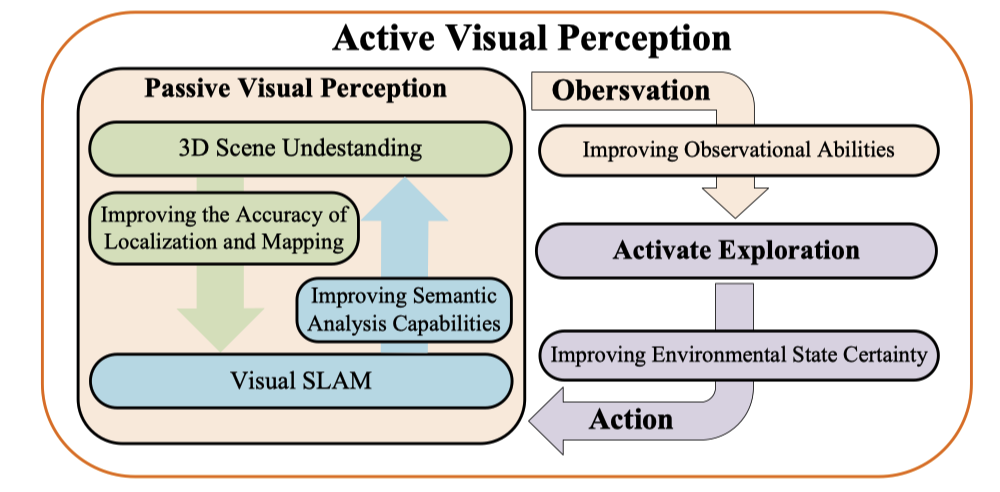 Active Visual Perception
Passive Visual Perception
3D Scene Undestanding
Improving the Accuracy of
Localization and Mapping
Improving Semantic
Analysis Capabilities
Visual SLAM
Obersvation
Improving Observational Abilities
Activate Exploration
Improving Environmental State Certainty
Action